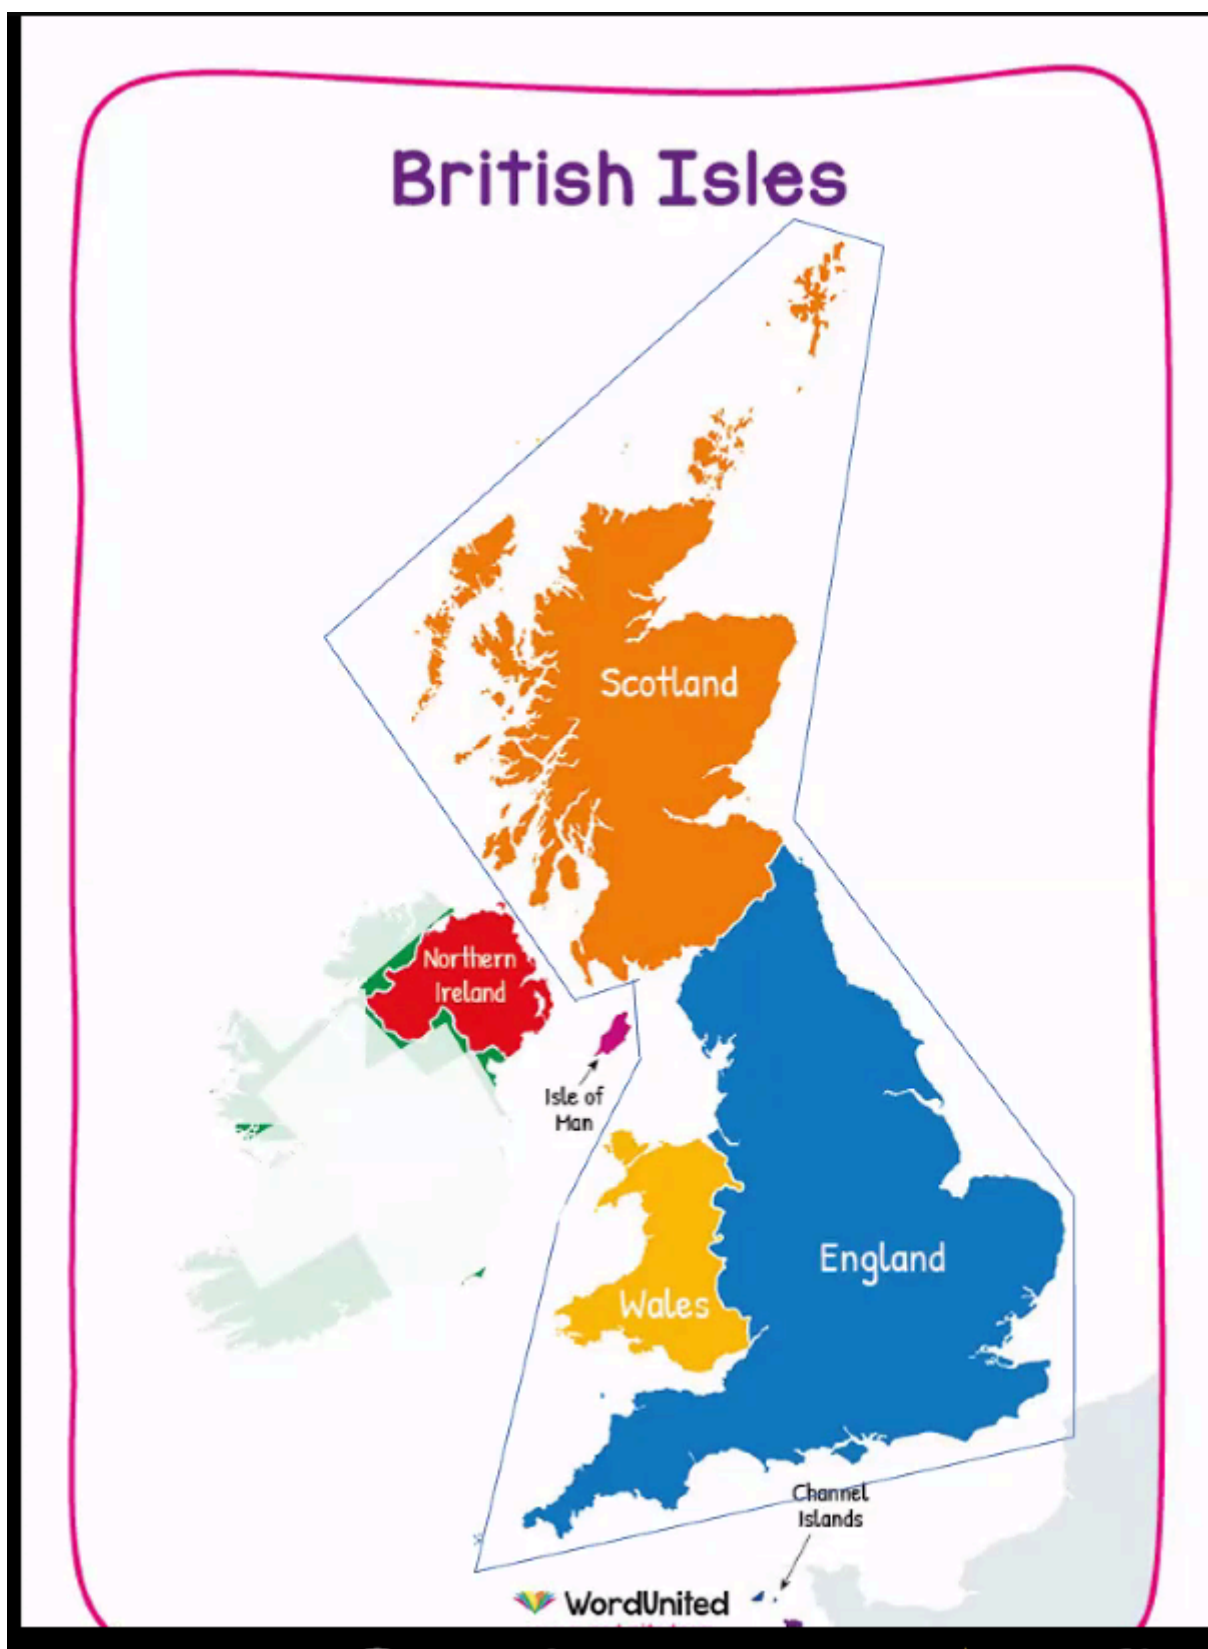 British Isles
Scotland
Northern
Ireland
Isle of
Man
England
Wales
Channel
Islands
WordUnited